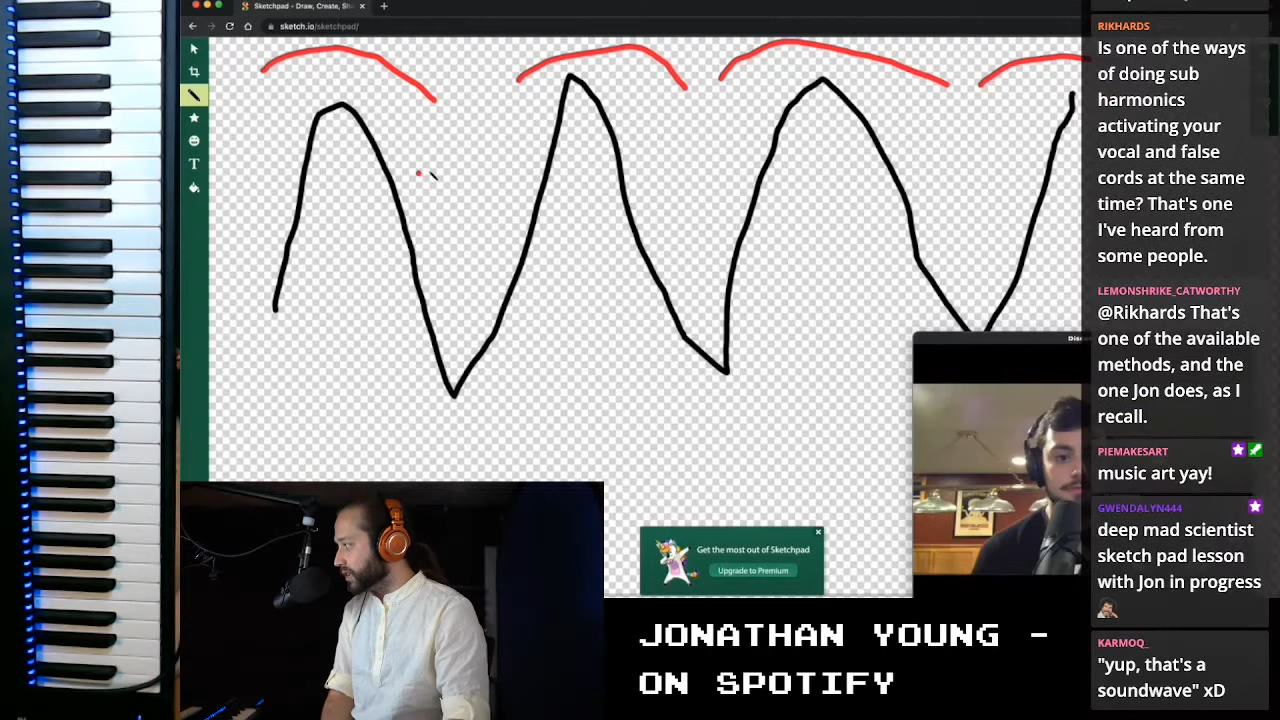 Sketchpad - Draw, Create, Sh
sketch.io/sketchpad/
T
Get the most out of Sketchpad
Upgrade to Premium
JONATHAN YOUNG -
ON SPOTIFY
RIKHARDS
Is one of the ways
of doing sub
harmonics
activating your
vocal and false
cords at the same
time? That's one
I've heard from
some people.
LEMONSHRIKE_CATWORTHY
@Rikhards That's
one of the available
methods, and the
one Jon does, as I
recall.
PIEMAKESART
music art yay!
GWENDALYN444
deep mad scientist
sketch pad lesson
with Jon in progress
KARMOQ_
"yup, that's a
soundwave" xD